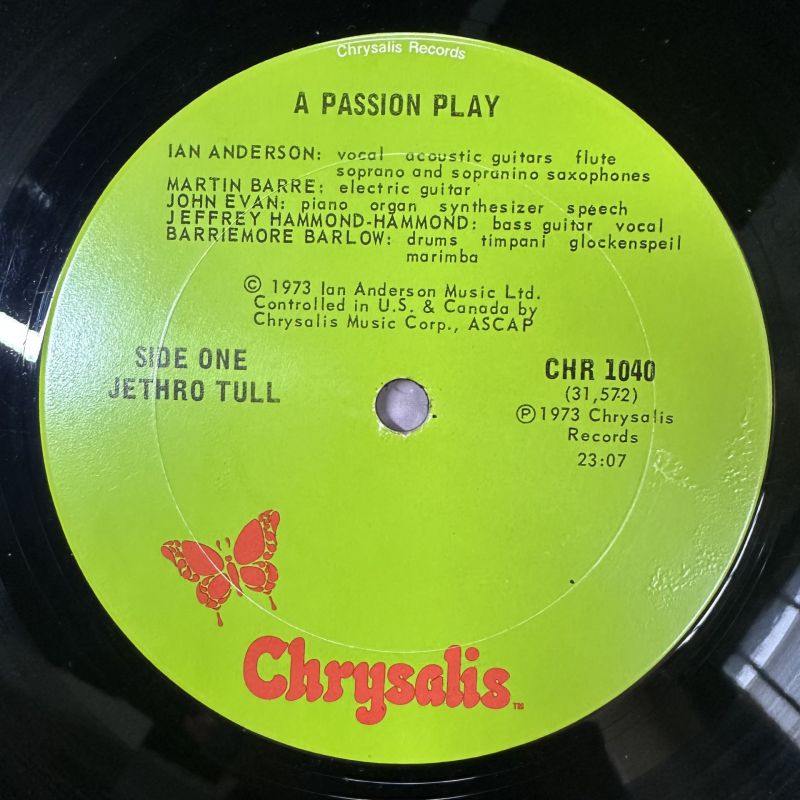 Chrysalis Records
A PASSION PLAY
IAN ANDERSON: vocal acoustic guitars flute
soprano and sopranino saxophones
MARTIN BARRE: electric guitar
JOHN EVAN: piano organ synthesizer speech
JEFFREY HAMMOND-HAMMOND: bass guitar vocal
BARRIEMORE BARLOW: drums timpani glockenspeil
marimba
© 1973 Ian Anderson Music Ltd.
Controlled in U.S. & Canada by
Chrysalis Music Corp., ASCAP
SIDE ONE
JETHRO TULL
CHR 1040
(31,572)
℗1973 Chrysalis
Records
23:07
Chrysalis TM